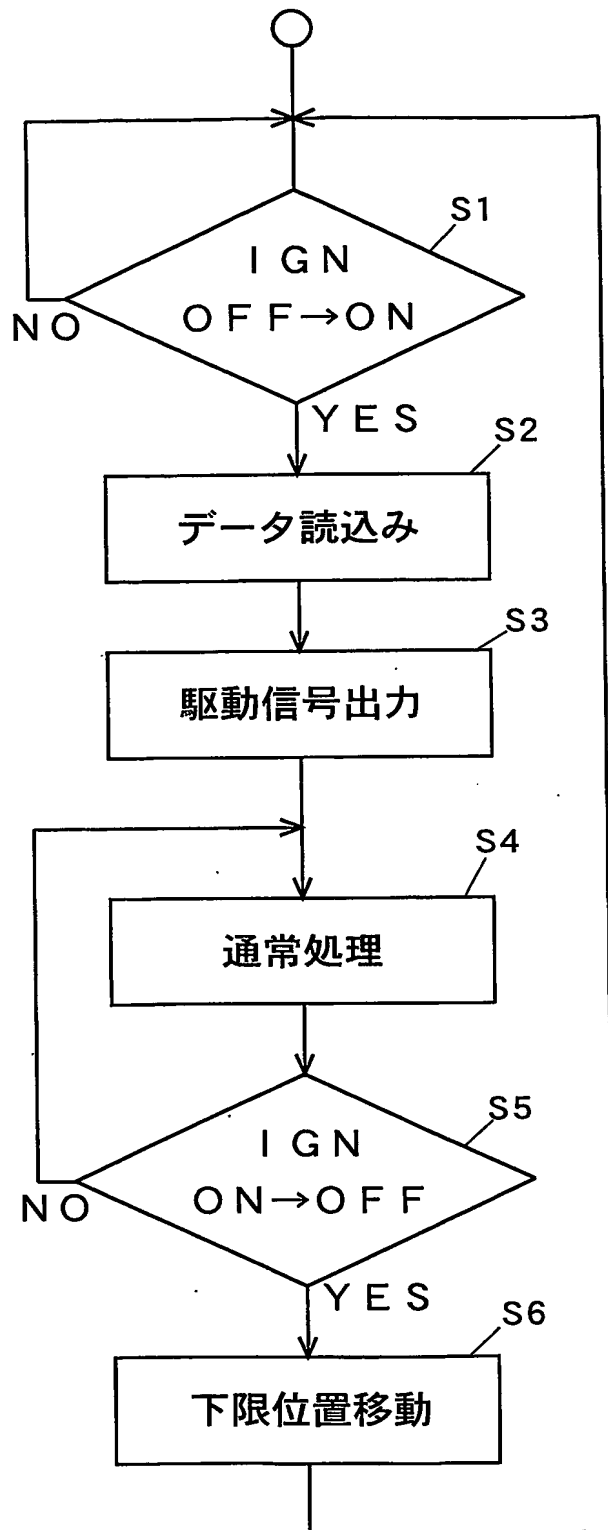 S1
IGN
OFF→ON
NO
YES
S2
データ読込み
S3
駆動信号出力
S4
通常処理
S5
IGN
ON→OFF
NO
YES
S6
下限位置移動